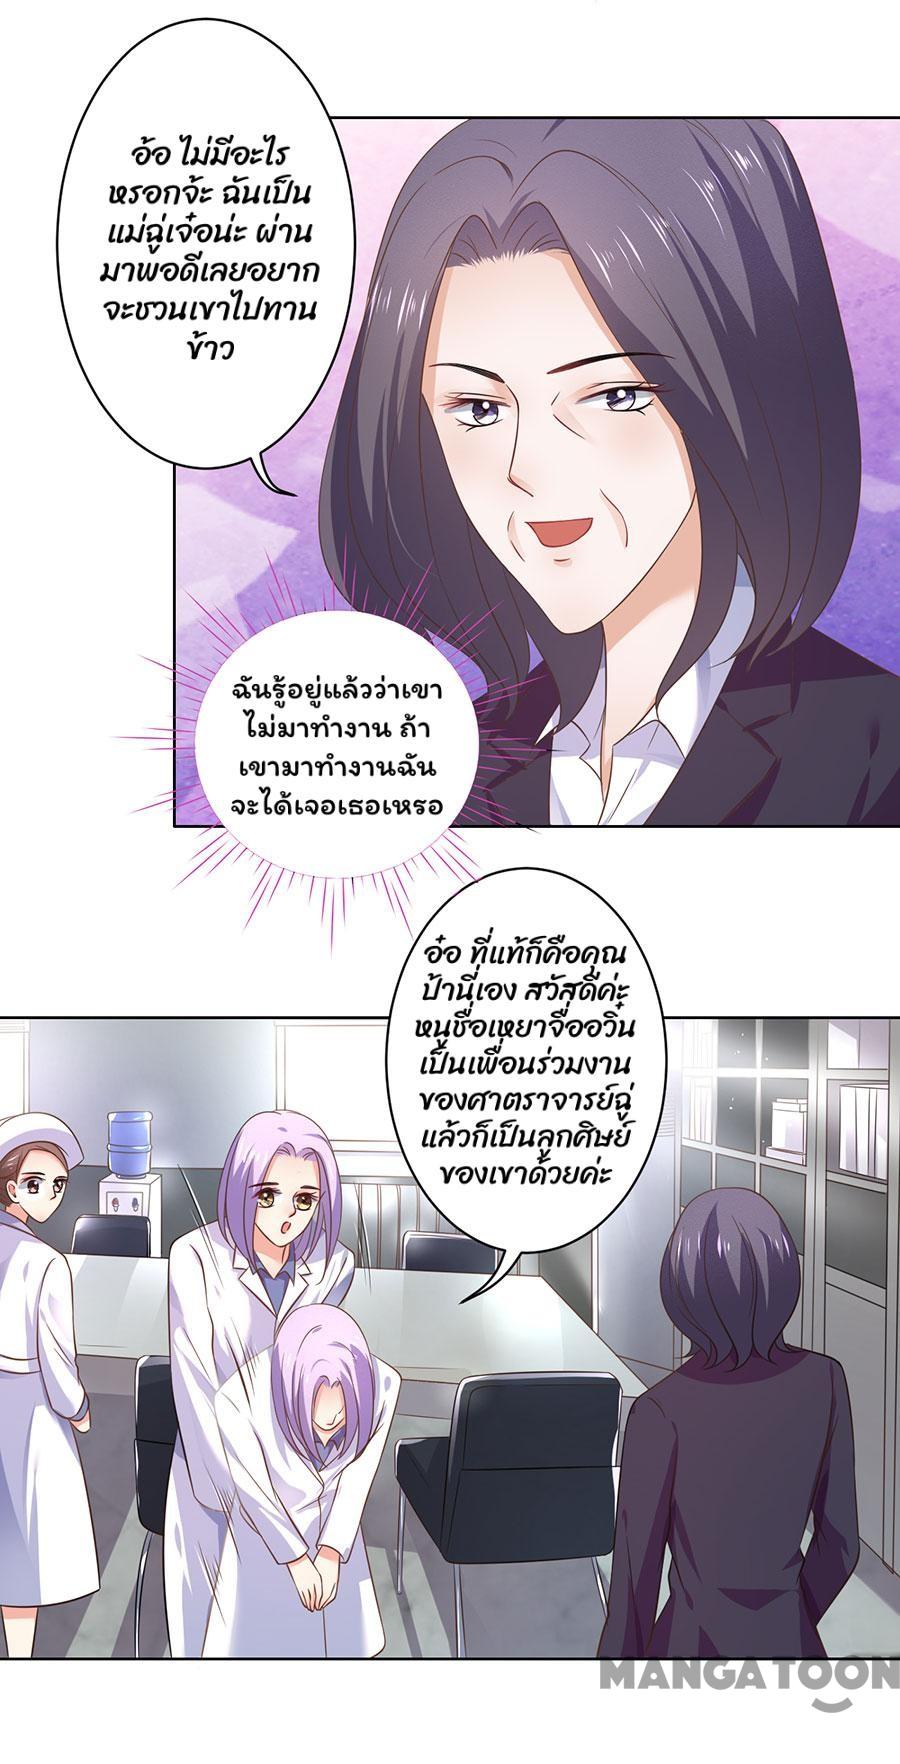 อ้อ ไม่มีอะไร
หรอกจ้ะ ฉันเป็น
แม่ฉู่เจ๋อน่ะ ผ่าน
มาพอดีเลยอยาก
จะชวนเขาไปทาน
ข้าว
ฉันรู้อยู่แล้วว่าเขา
ไม่มาทำงาน ถ้า
เขามาทำงานฉัน
จะได้เจอเธอเหรอ
อ๋อ ที่แท้ก็คือคุณ
ป้านี่เอง สวัสดีค่ะ
หนูชื่อเหยาจื่ออวิ๋น
เป็นเพื่อนร่วมงาน
ของศาตราจารย์ฉู่
แล้วก็เป็นลูกศิษย์
ของเขาด้วยค่ะ
MANGATOON